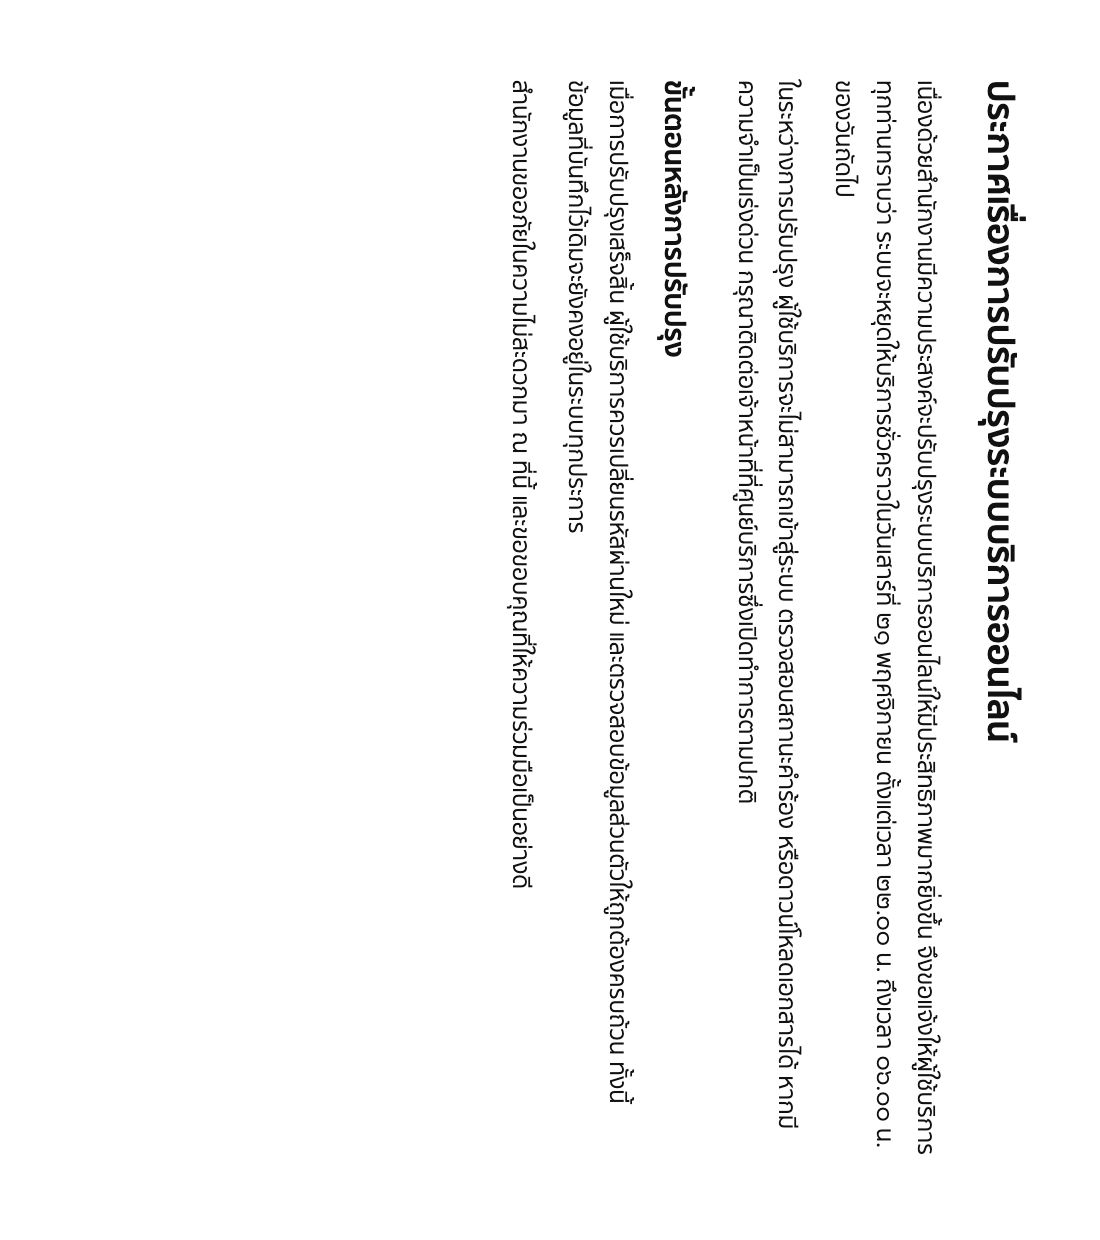 ประกาศเรื่องการปรับปรุงระบบบริการออนไลน์
เนื่องด้วยสำนักงานมีความประสงค์จะปรับปรุงระบบบริการออนไลน์ให้มีประสิทธิภาพมากยิ่งขึ้น จึงขอแจ้งให้ผู้ใช้บริการ
ทุกท่านทราบว่า ระบบจะหยุดให้บริการชั่วคราวในวันเสาร์ที่ ๒๑ พฤศจิกายน ตั้งแต่เวลา ๒๒.๐๐ น. ถึงเวลา ๐๖.๐๐ น.
ของวันถัดไป
ในระหว่างการปรับปรุง ผู้ใช้บริการจะไม่สามารถเข้าสู่ระบบ ตรวจสอบสถานะคำร้อง หรือดาวน์โหลดเอกสารได้ หากมี
ความจำเป็นเร่งด่วน กรุณาติดต่อเจ้าหน้าที่ที่ศูนย์บริการซึ่งเปิดทำการตามปกติ
ขั้นตอนหลังการปรับปรุง
เมื่อการปรับปรุงเสร็จสิ้น ผู้ใช้บริการควรเปลี่ยนรหัสผ่านใหม่ และตรวจสอบข้อมูลส่วนตัวให้ถูกต้องครบถ้วน ทั้งนี้
ข้อมูลที่บันทึกไว้เดิมจะยังคงอยู่ในระบบทุกประการ
สำนักงานขออภัยในความไม่สะดวกมา ณ ที่นี้ และขอขอบคุณที่ให้ความร่วมมือเป็นอย่างดี